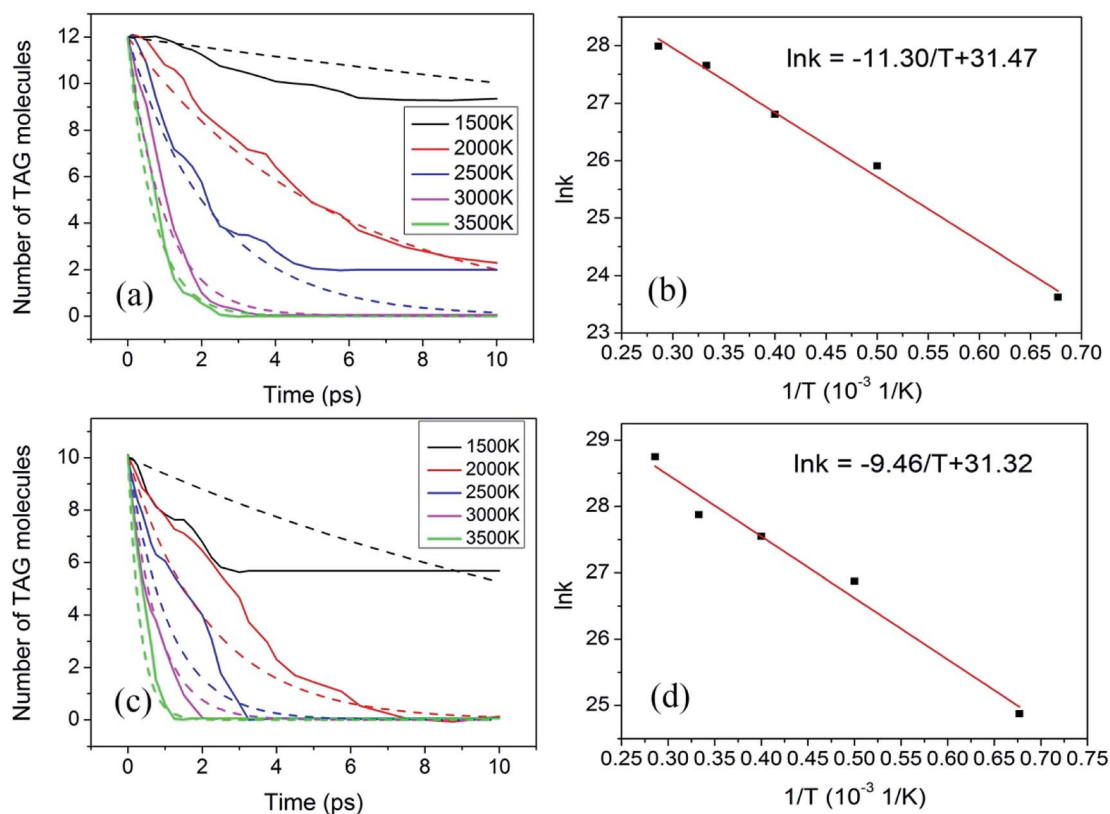 12
10
8
6
4
2
0
Number of TAG molecules
1500K
2000K
2500K
3000K
3500K
(a)
0 2 4 6 8 10
Time (ps)
28
27
26
25
24
23
lnk
lnk = -11.30/T+31.47
(b)
0.25 0.30 0.35 0.40 0.45 0.50 0.55 0.60 0.65 0.70
1/T (10⁻³ 1/K)
10
8
6
4
2
0
Number of TAG molecules
1500K
2000K
2500K
3000K
3500K
(c)
0 2 4 6 8 10
Time (ps)
29
28
27
26
25
lnk
lnk = -9.46/T+31.32
(d)
0.25 0.30 0.35 0.40 0.45 0.50 0.55 0.60 0.65 0.70 0.75
1/T (10⁻³ 1/K)